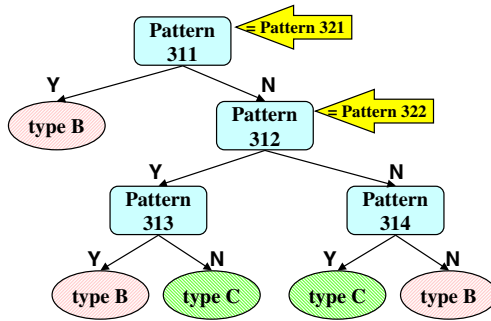 Pattern
311
= Pattern 321
Y
N
type B
Pattern
312
= Pattern 322
Y
N
Pattern
313
Pattern
314
Y
N
Y
N
type B
type C
type C
type B